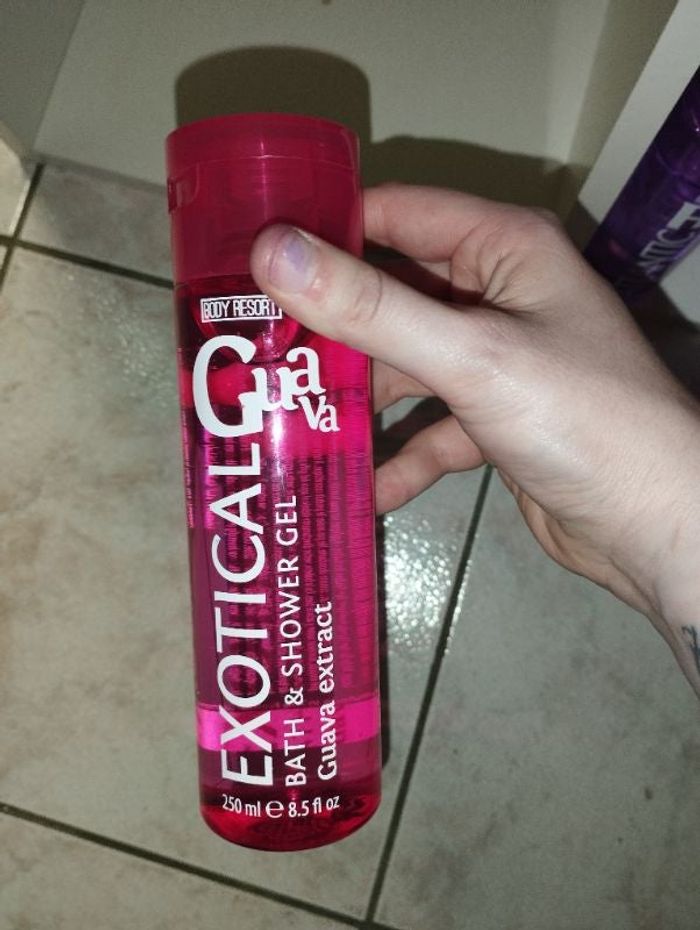 BODY RESORT
Guava
EXOTICAL
BATH & SHOWER GEL
Guava extract
250 ml ℮ 8.5 fl oz